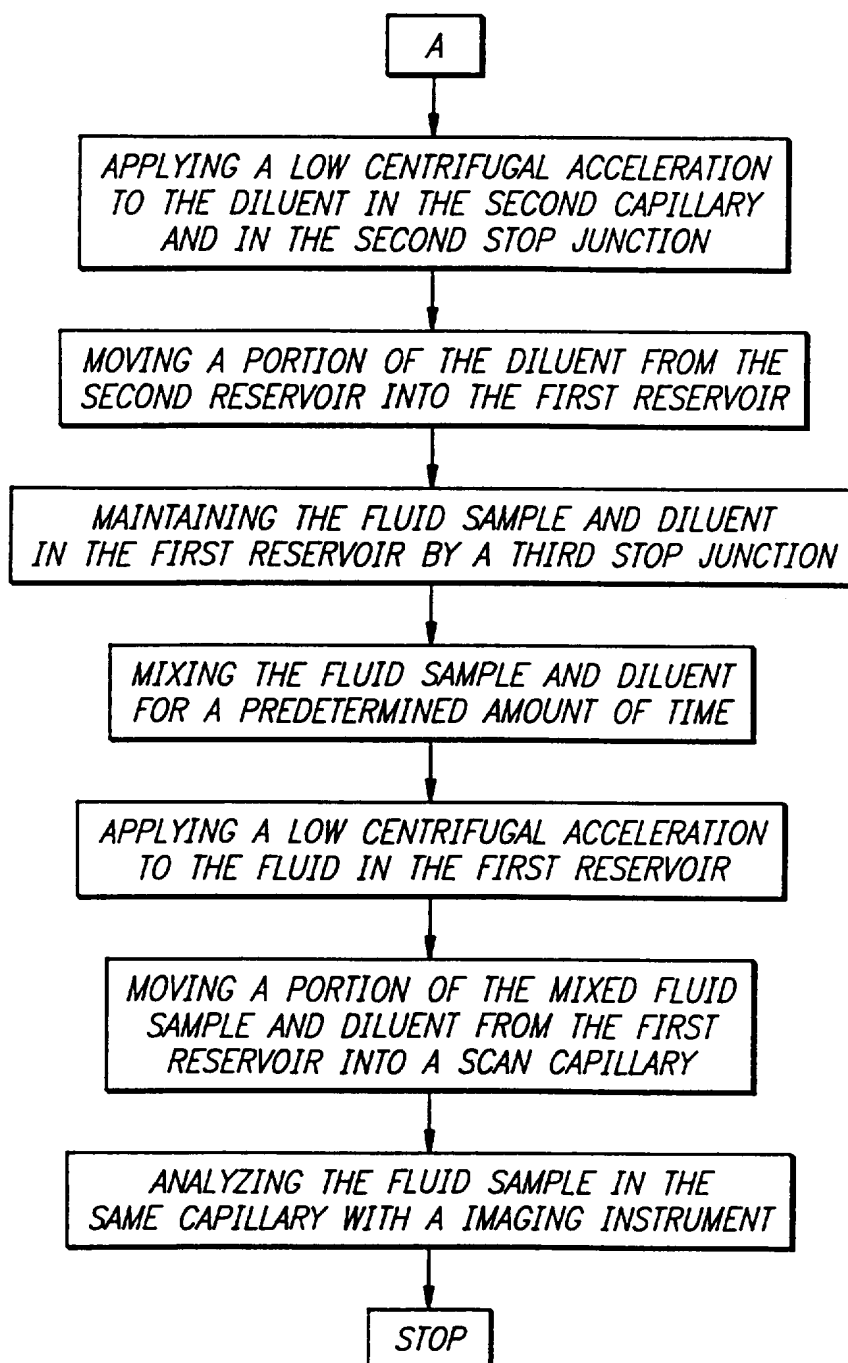 A
APPLYING A LOW CENTRIFUGAL ACCELERATION
TO THE DILUENT IN THE SECOND CAPILLARY
AND IN THE SECOND STOP JUNCTION
MOVING A PORTION OF THE DILUENT FROM THE
SECOND RESERVOIR INTO THE FIRST RESERVOIR
MAINTAINING THE FLUID SAMPLE AND DILUENT
IN THE FIRST RESERVOIR BY A THIRD STOP JUNCTION
MIXING THE FLUID SAMPLE AND DILUENT
FOR A PREDETERMINED AMOUNT OF TIME
APPLYING A LOW CENTRIFUGAL ACCELERATION
TO THE FLUID IN THE FIRST RESERVOIR
MOVING A PORTION OF THE MIXED FLUID
SAMPLE AND DILUENT FROM THE FIRST
RESERVOIR INTO A SCAN CAPILLARY
ANALYZING THE FLUID SAMPLE IN THE
SAME CAPILLARY WITH A IMAGING INSTRUMENT
STOP